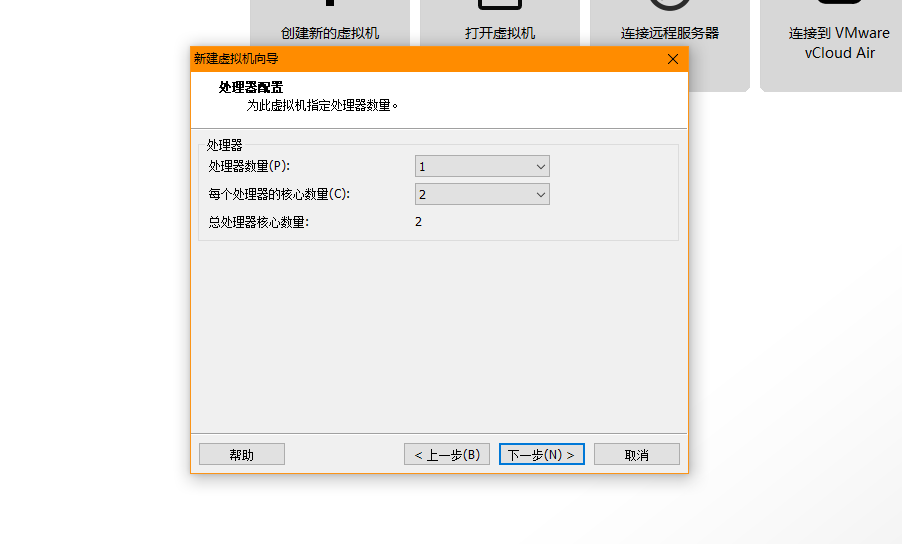 创建新的虚拟机
打开虚拟机
连接远程服务器
连接到 VMware
vCloud Air
新建虚拟机向导
处理器配置
为此虚拟机指定处理器数量。
处理器
处理器数量(P):
1
每个处理器的核心数量(C):
2
总处理器核心数量:
2
帮助
< 上一步(B)
下一步(N) >
取消